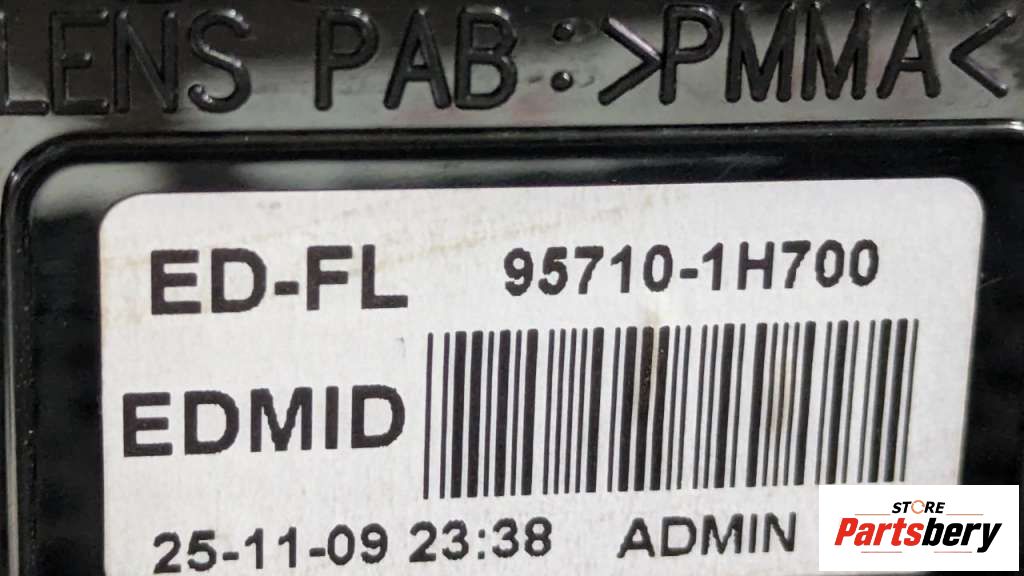 LENS PAB:>PMMA<
ED-FL 95710-1H700
EDMID
25-11-09 23:38 ADMIN
STORE
Partsbery